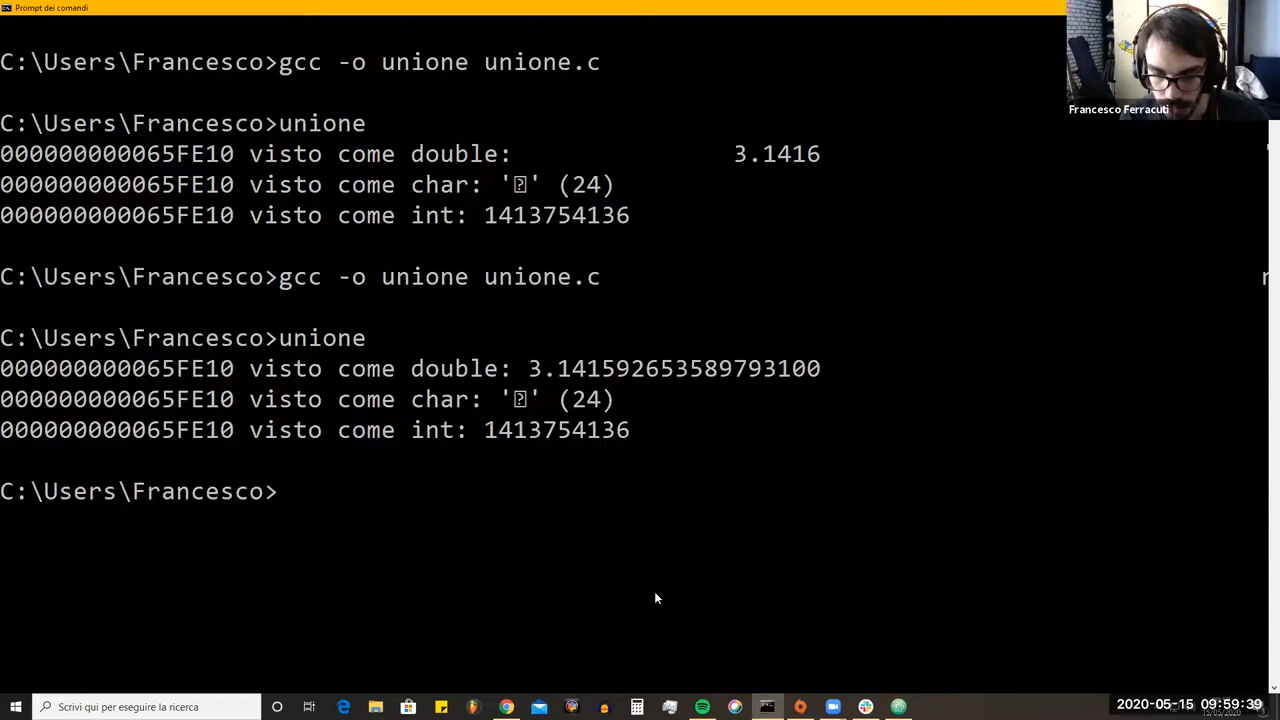 Prompt dei comandi
C:\Users\Francesco>gcc -o unione unione.c
Francesco Ferracuti
C:\Users\Francesco>unione
000000000065FE10 visto come double:               3.1416
000000000065FE10 visto come char: '' (24)
000000000065FE10 visto come int: 1413754136
C:\Users\Francesco>gcc -o unione unione.c
C:\Users\Francesco>unione
000000000065FE10 visto come double: 3.141592653589793100
000000000065FE10 visto come char: '' (24)
000000000065FE10 visto come int: 1413754136
C:\Users\Francesco>
Scrivi qui per eseguire la ricerca
2020-05-15 09:59:39